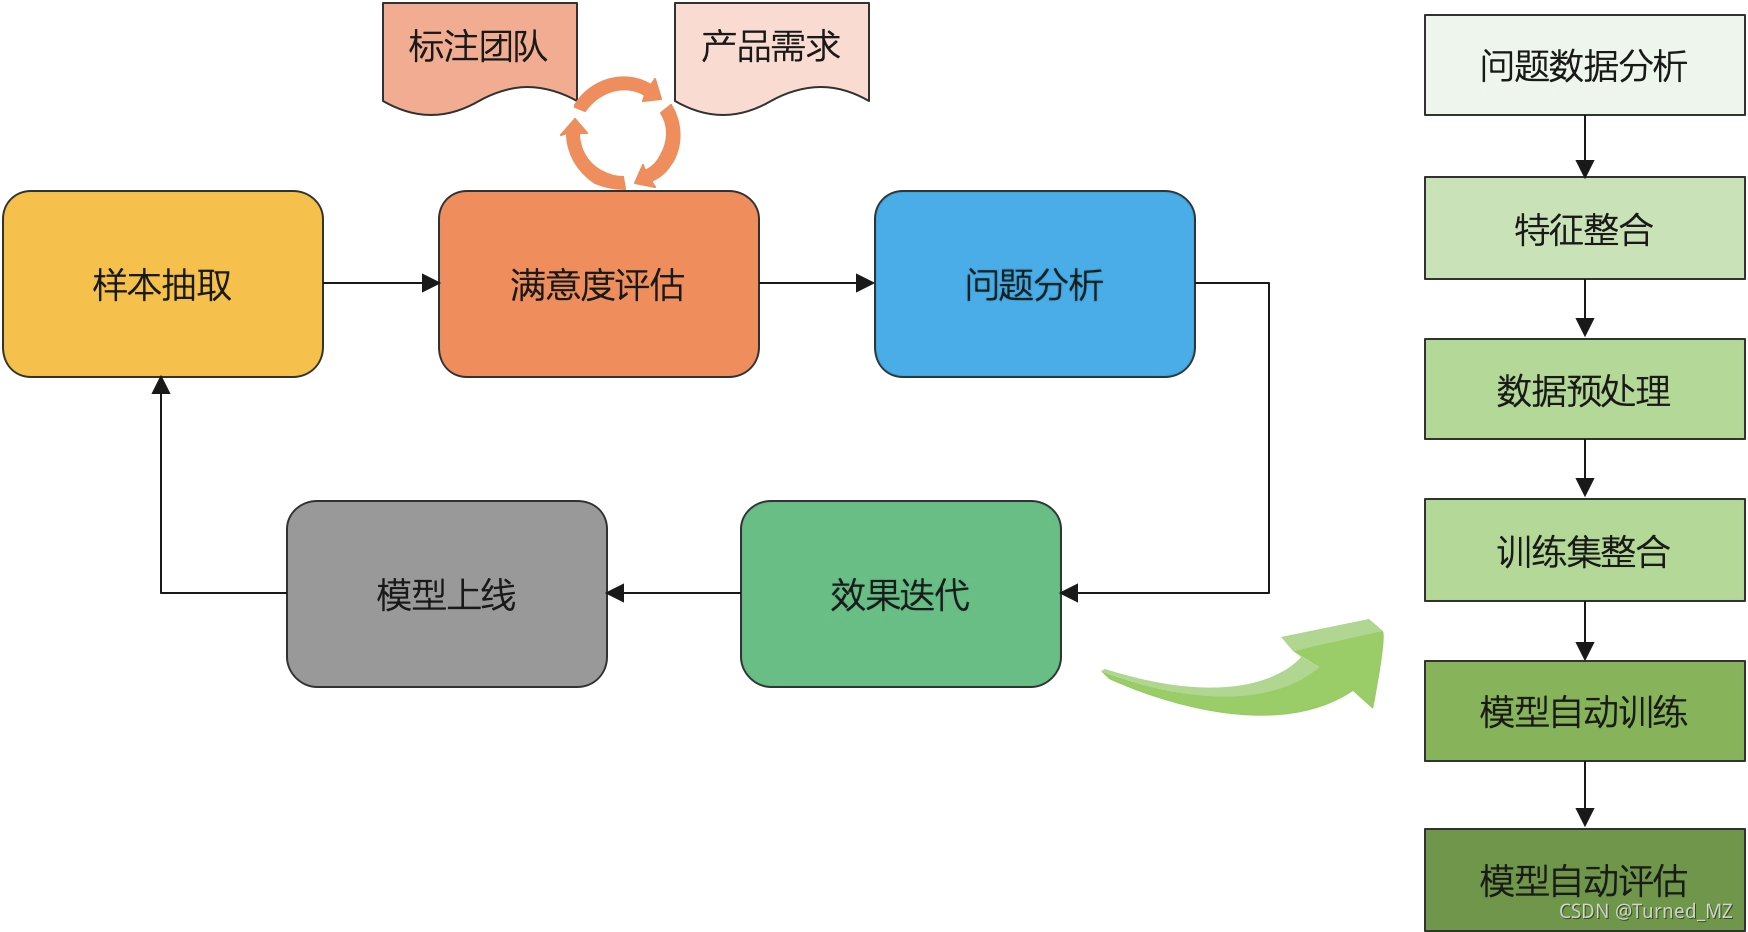 标注团队
产品需求
样本抽取
满意度评估
问题分析
模型上线
效果迭代
问题数据分析
特征整合
数据预处理
训练集整合
模型自动训练
模型自动评估
CSDN @Turned_MZ